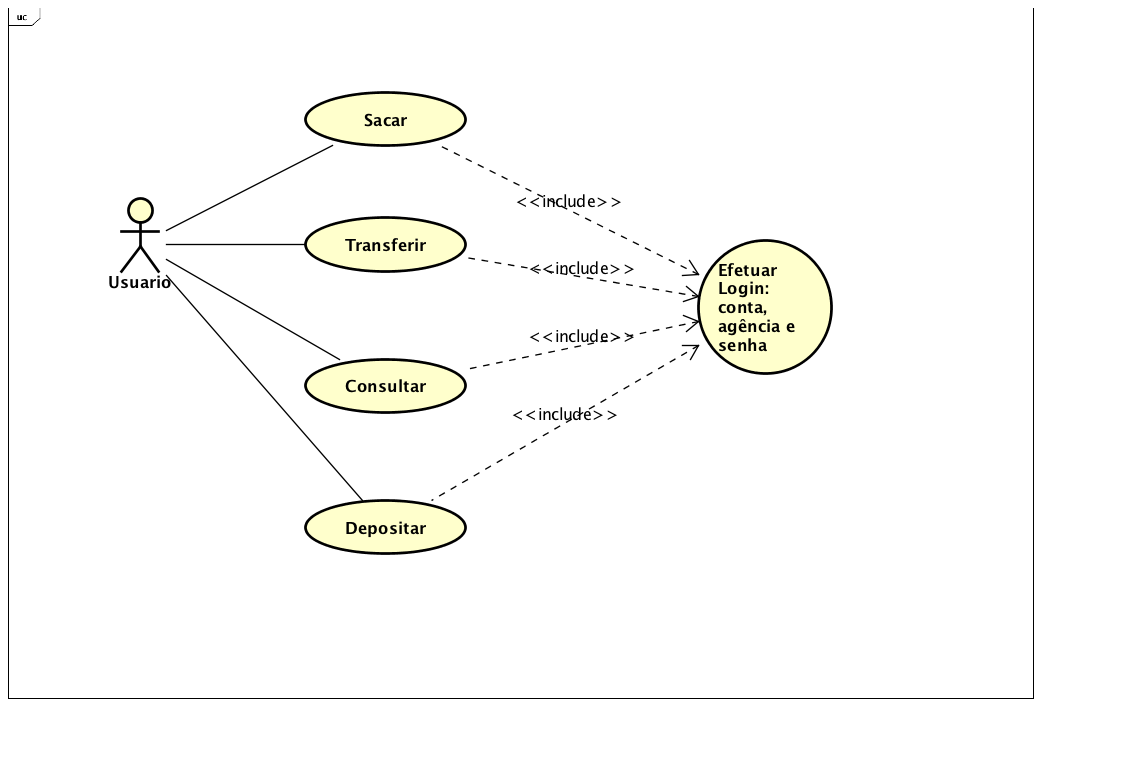 uc
Sacar
<<include>>
Transferir
Usuario
<<include>>
Efetuar
Login:
conta,
agência e
senha
<<include>>
Consultar
<<include>>
Depositar